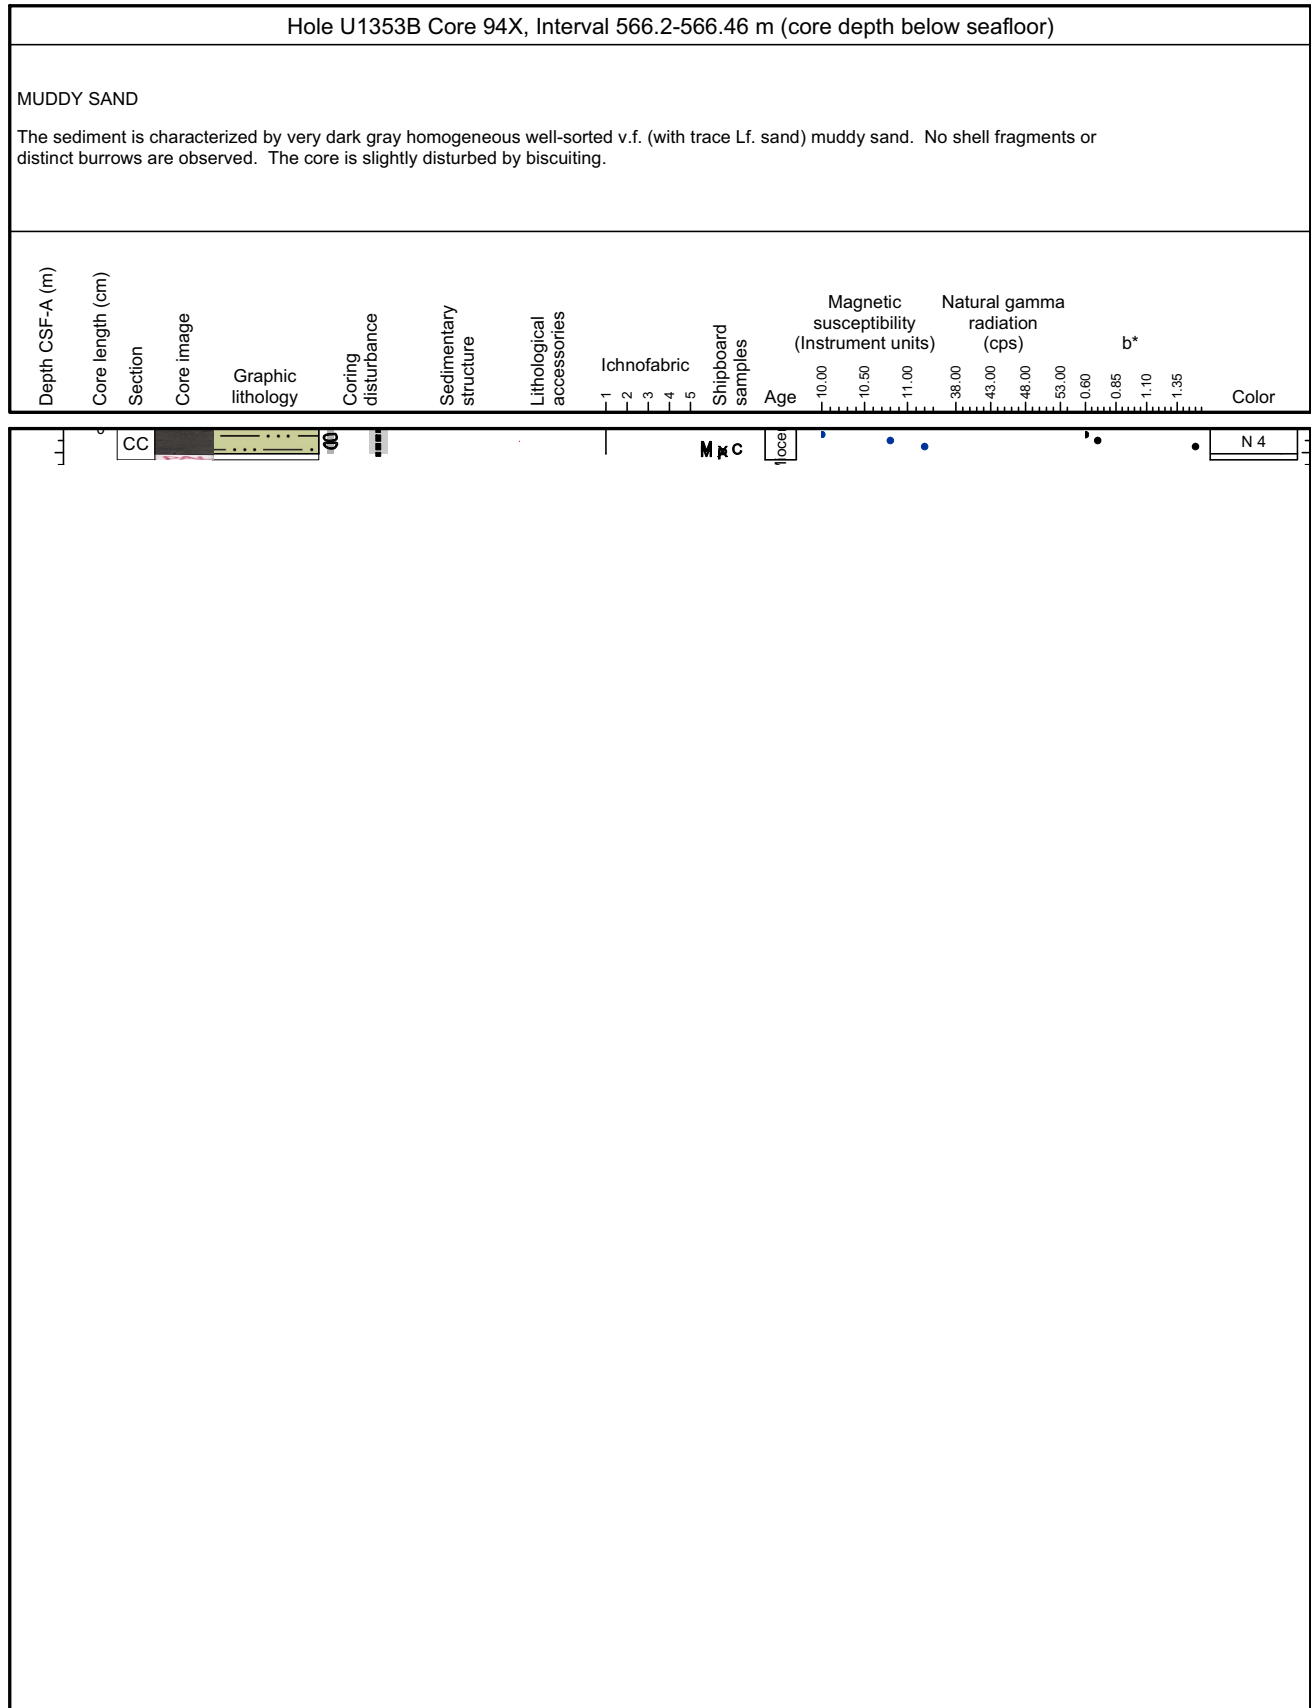 Hole U1353B Core 94X, Interval 566.2-566.46 m (core depth below seafloor)
MUDDY SAND
The sediment is characterized by very dark gray homogeneous well-sorted v.f. (with trace Lf. sand) muddy sand. No shell fragments or
distinct burrows are observed. The core is slightly disturbed by biscuiting.
Depth CSF-A (m)
Core length (cm)
Section
Core image
Graphic
lithology
Coring
disturbance
Sedimentary
structure
Lithological
accessories
Ichnofabric
1
2
3
4
5
Shipboard
samples
Age
Magnetic
susceptibility
(Instrument units)
10.00
10.50
11.00
Natural gamma
radiation
(cps)
38.00
43.00
48.00
53.00
b*
0.60
0.85
1.10
1.35
Color
CC
C
N 4